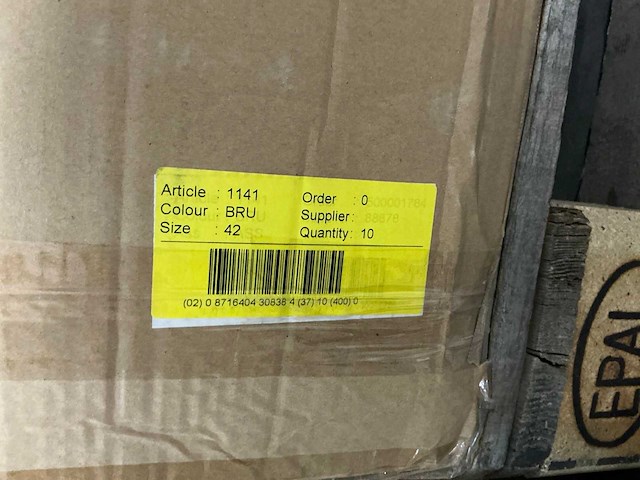 Article : 1141
Colour : BRU
Size : 42
Order : 0
Supplier:
Quantity: 10
(02) 0 8716404 30838 4 (37) 10 (400) 0
EPAL